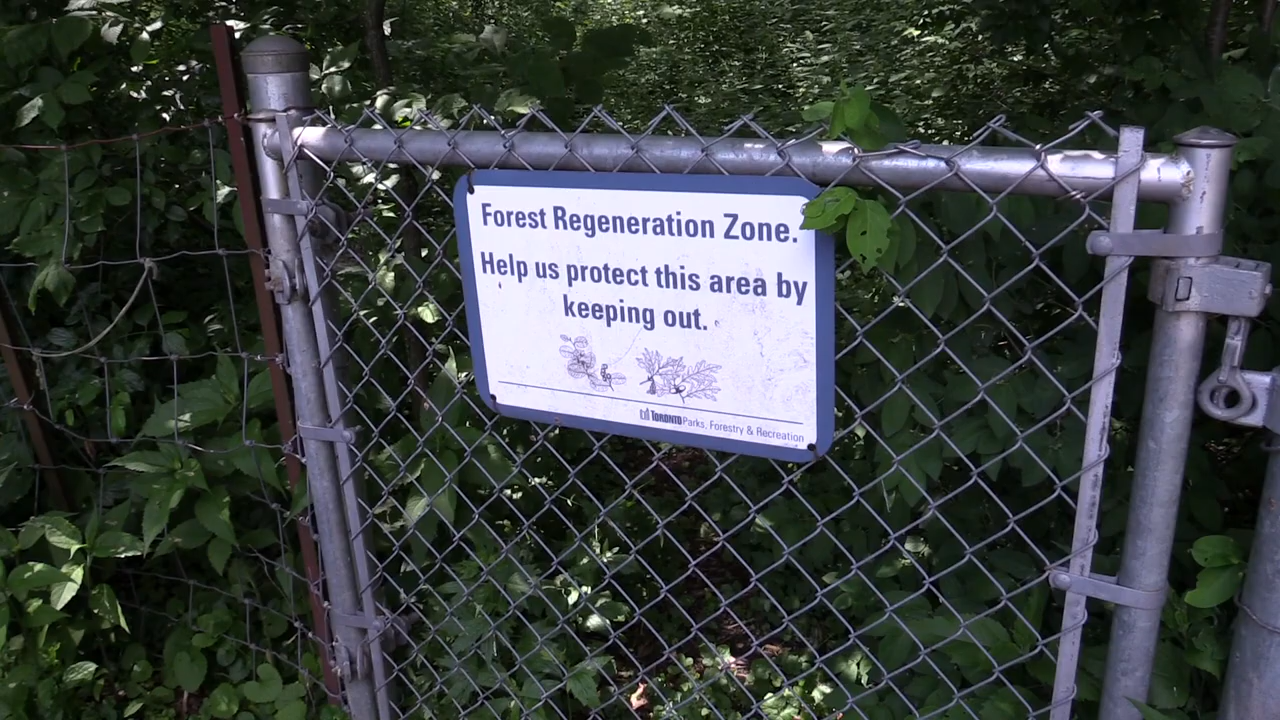 Forest Regeneration Zone.
Help us protect this area by
keeping out.
TORONTO Parks, Forestry & Recreation